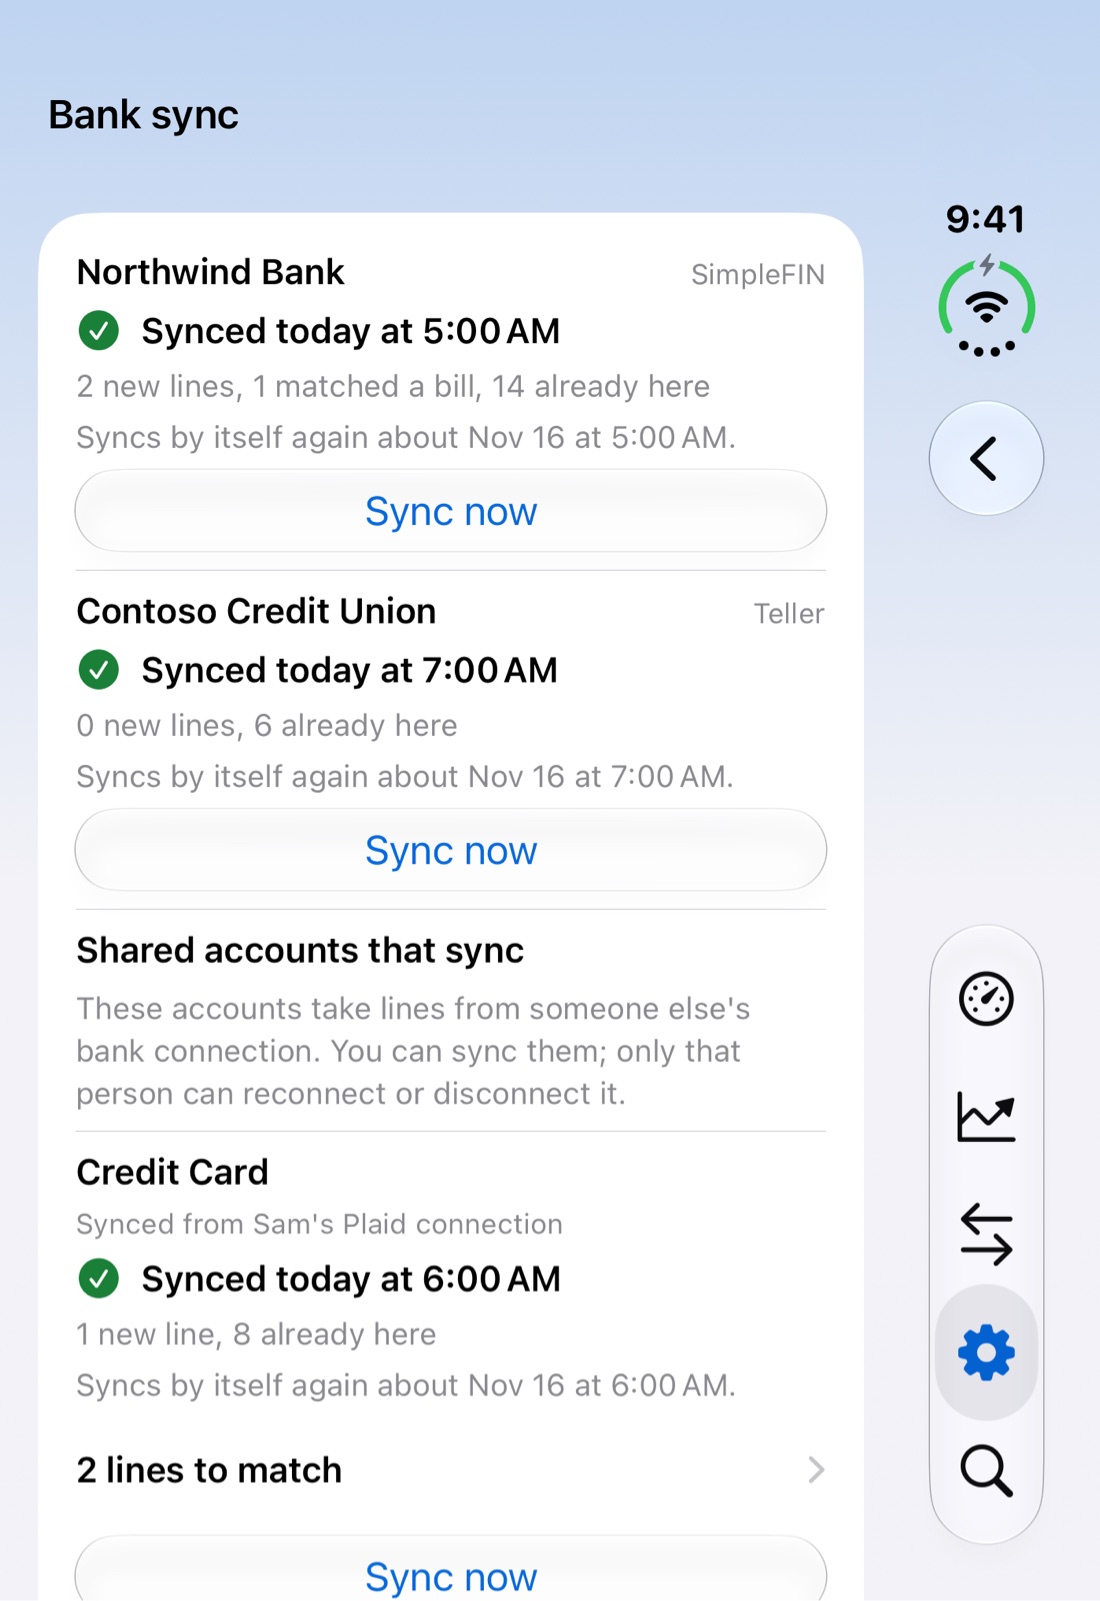 Bank sync
9:41
Northwind Bank
SimpleFIN
Synced today at 5:00 AM
2 new lines, 1 matched a bill, 14 already here
Syncs by itself again about Nov 16 at 5:00 AM.
Sync now
Contoso Credit Union
Teller
Synced today at 7:00 AM
0 new lines, 6 already here
Syncs by itself again about Nov 16 at 7:00 AM.
Sync now
Shared accounts that sync
These accounts take lines from someone else's
bank connection. You can sync them; only that
person can reconnect or disconnect it.
Credit Card
Synced from Sam's Plaid connection
Synced today at 6:00 AM
1 new line, 8 already here
Syncs by itself again about Nov 16 at 6:00 AM.
2 lines to match
Sync now